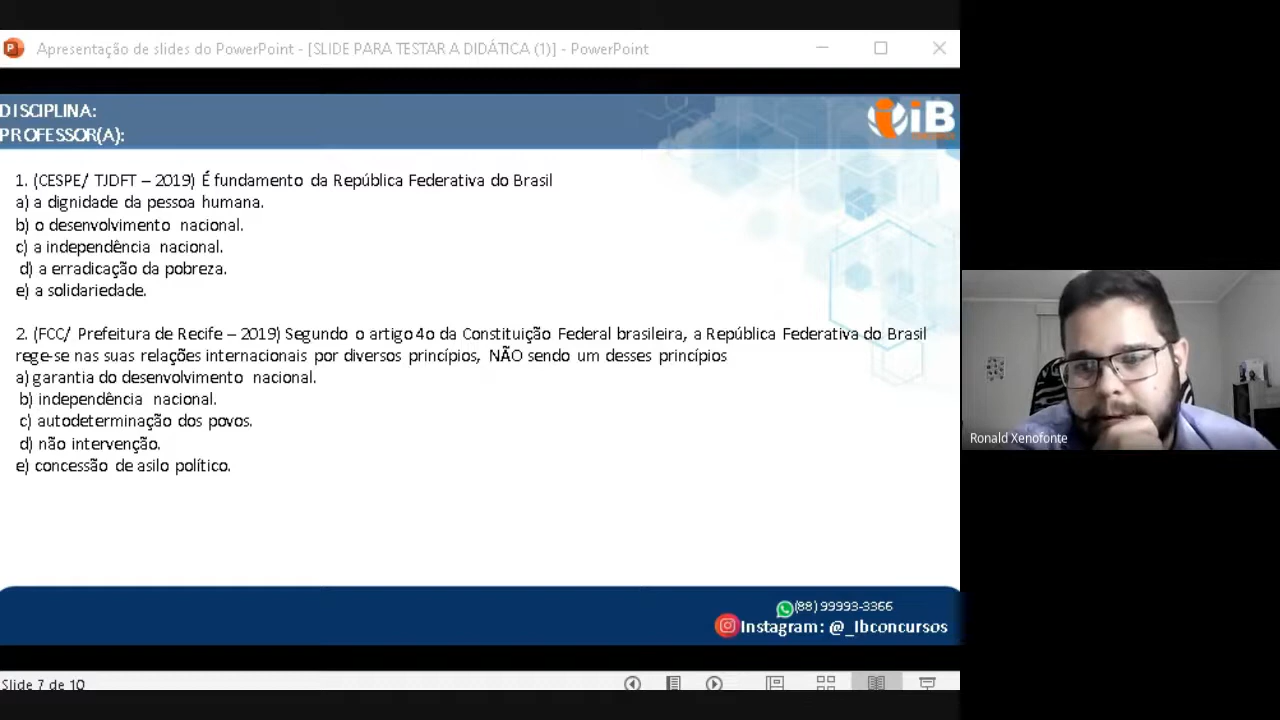 Apresentação de slides do PowerPoint - [SLIDE PARA TESTAR A DIDÁTICA (1)] - PowerPoint
DISCIPLINA:
PROFESSOR(A):
iB
1. (CESPE/ TJDFT – 2019) É fundamento da República Federativa do Brasil
a) a dignidade da pessoa humana.
b) o desenvolvimento nacional.
c) a independência nacional.
d) a erradicação da pobreza.
e) a solidariedade.
2. (FCC/ Prefeitura de Recife – 2019) Segundo o artigo 4o da Constituição Federal brasileira, a República Federativa do Brasil
rege-se nas suas relações internacionais por diversos princípios, NÃO sendo um desses princípios
a) garantia do desenvolvimento nacional.
b) independência nacional.
c) autodeterminação dos povos.
d) não intervenção.
e) concessão de asilo político.
Ronald Xenofonte
(88) 99993-3366
Instagram: @_Ibconcursos
Slide 7 de 10